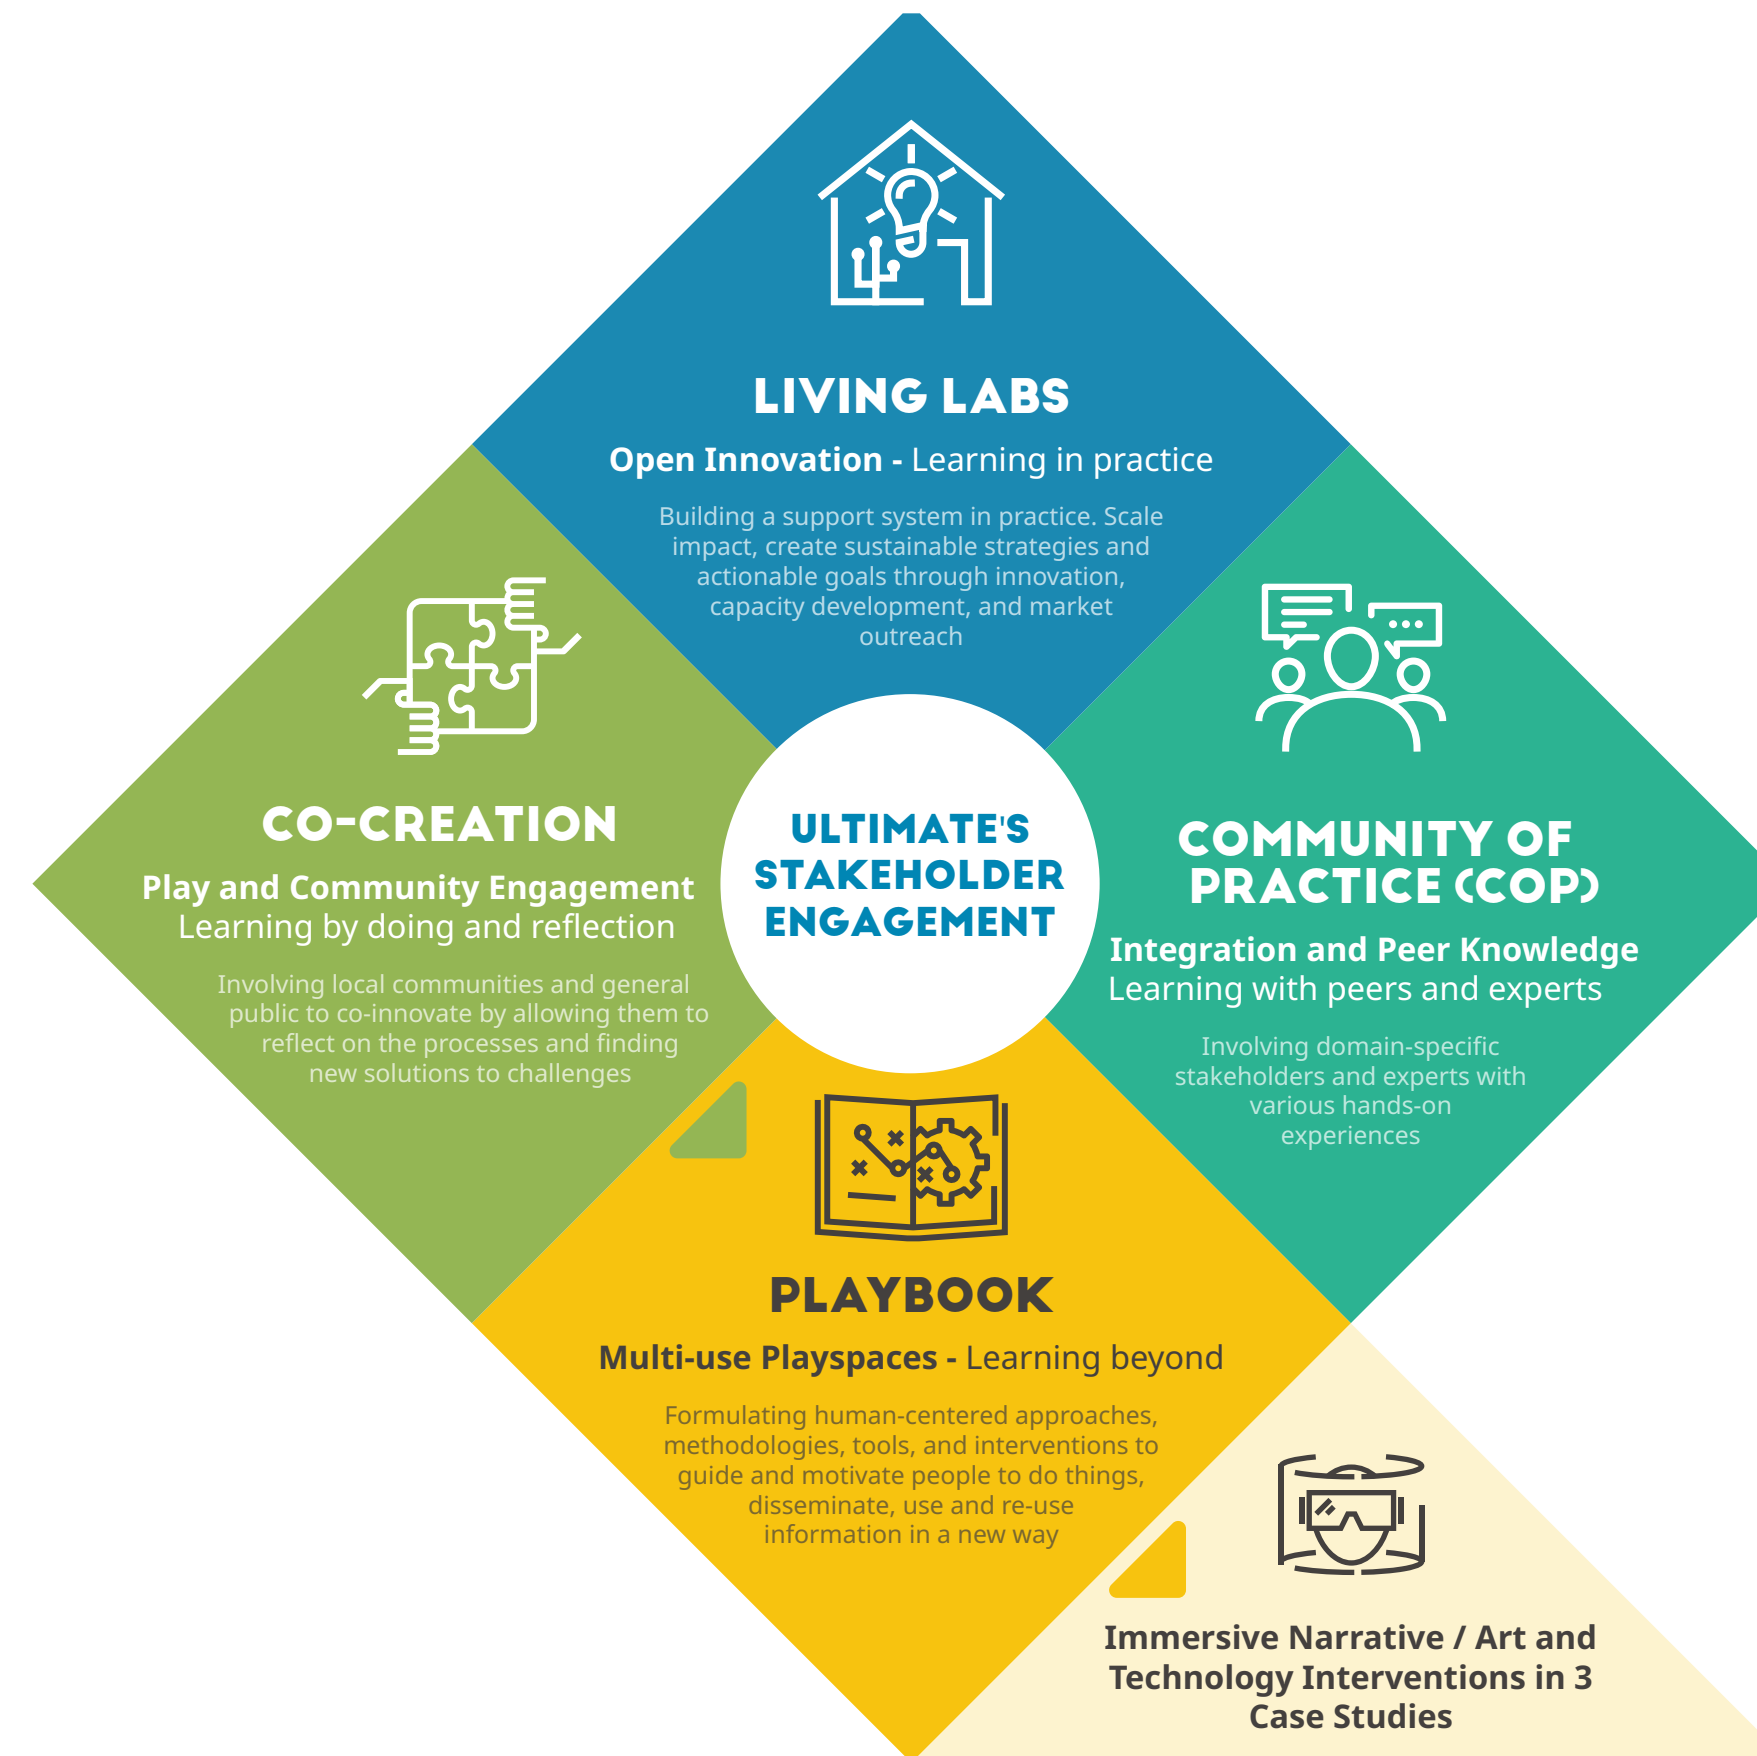 LIVING LABS
Open Innovation - Learning in practice
Building a support system in practice. Scale
impact, create sustainable strategies and
actionable goals through innovation,
capacity development, and market
outreach
CO-CREATION
Play and Community Engagement
Learning by doing and reflection
Involving local communities and general
public to co-innovate by allowing them to
reflect on the processes and finding
new solutions to challenges
ULTIMATE'S
STAKEHOLDER
ENGAGEMENT
COMMUNITY OF
PRACTICE (COP)
Integration and Peer Knowledge
Learning with peers and experts
Involving domain-specific
stakeholders and experts with
various hands-on
experiences
PLAYBOOK
Multi-use Playspaces - Learning beyond
Formulating human-centered approaches,
methodologies, tools, and interventions to
guide and motivate people to do things,
disseminate, use and re-use
information in a new way
Immersive Narrative / Art and
Technology Interventions in 3
Case Studies